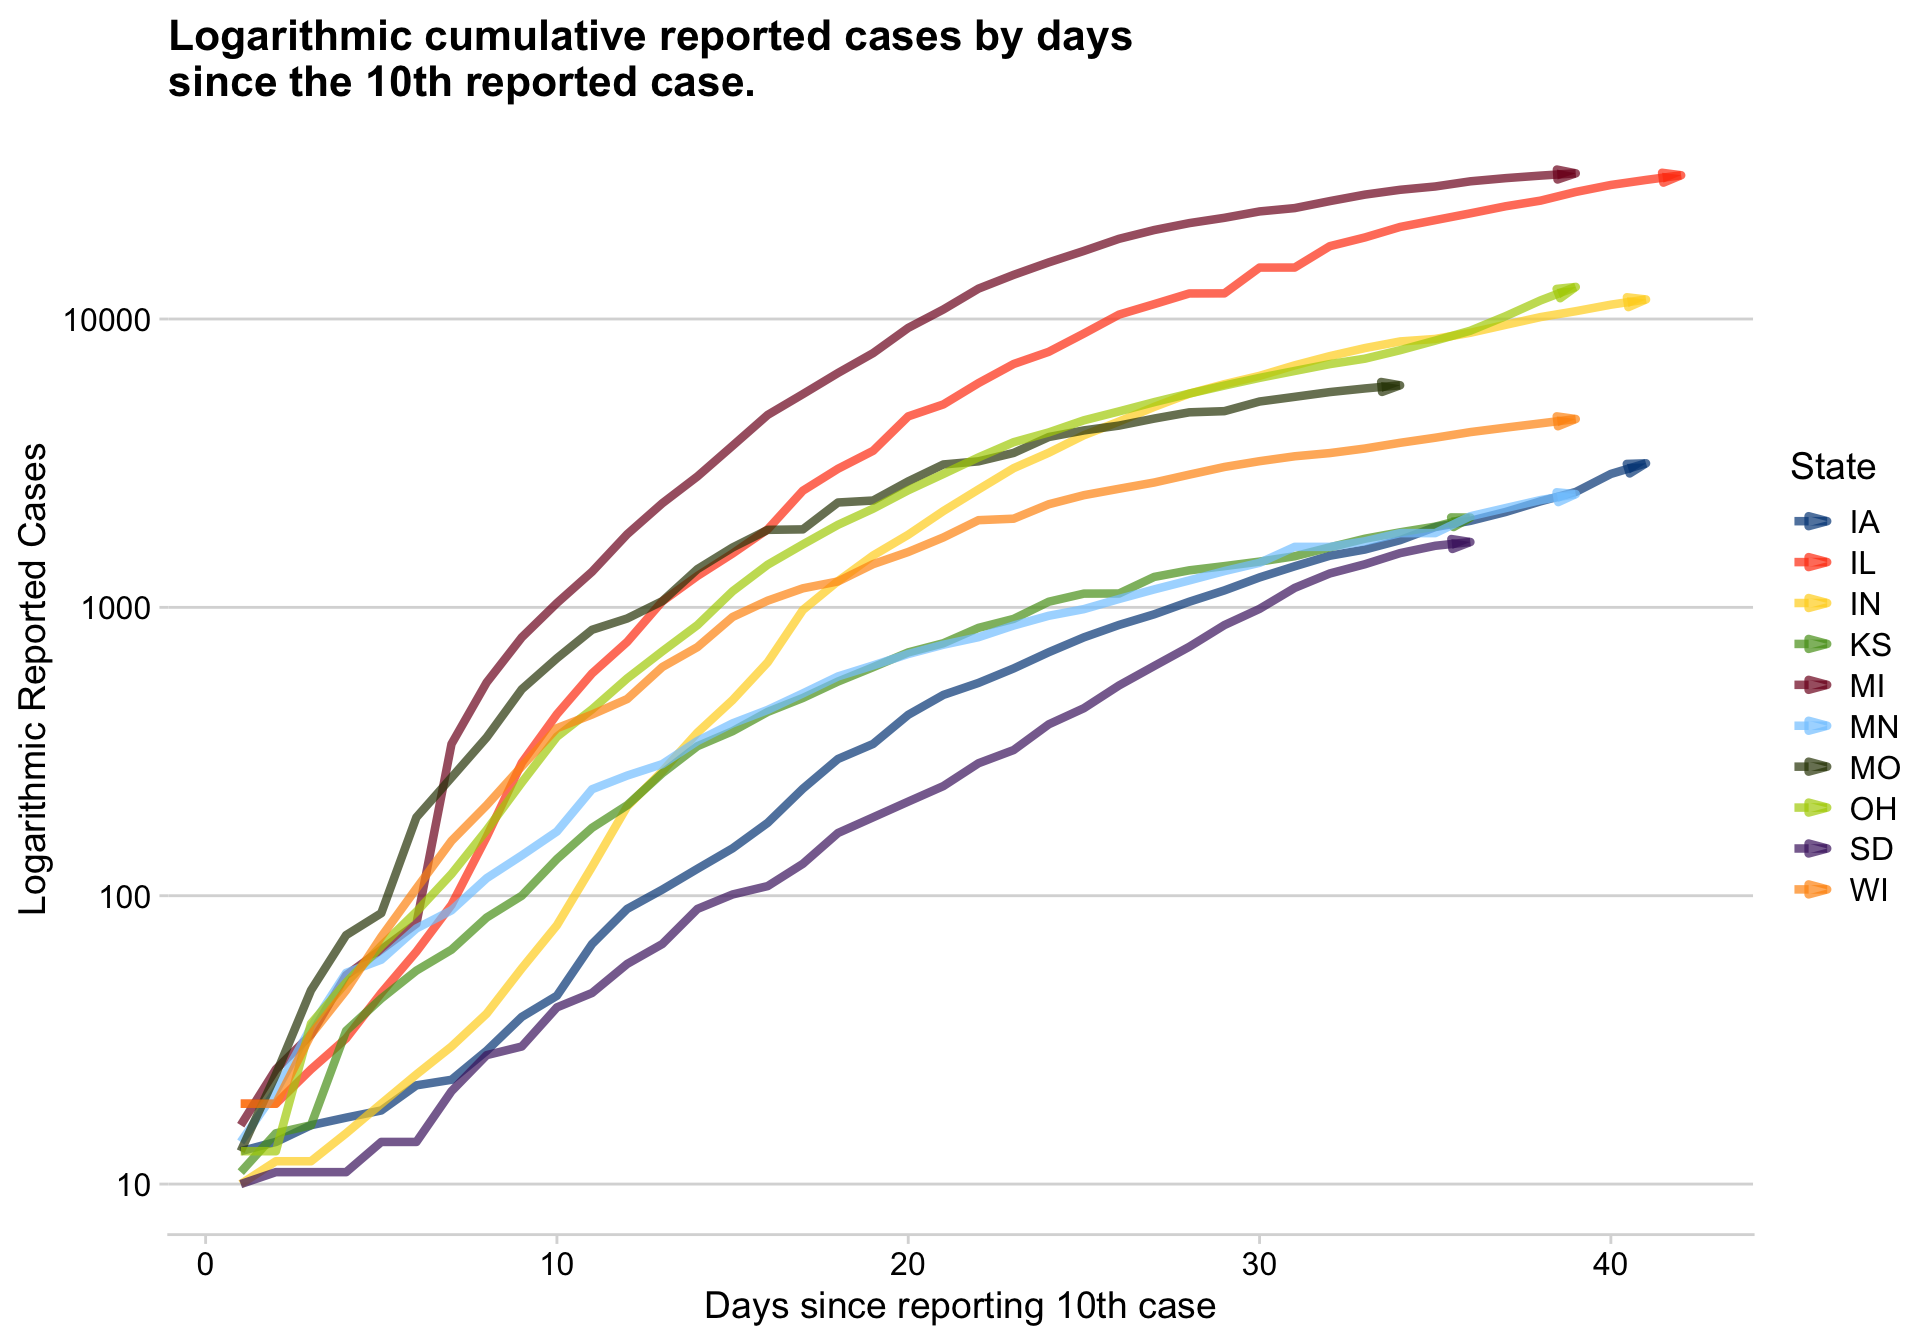 Logarithmic cumulative reported cases by days
since the 10th reported case.
Logarithmic Reported Cases
10000
1000
100
10
0
10
20
30
40
Days since reporting 10th case
State
IA
IL
IN
KS
MI
MN
MO
OH
SD
WI